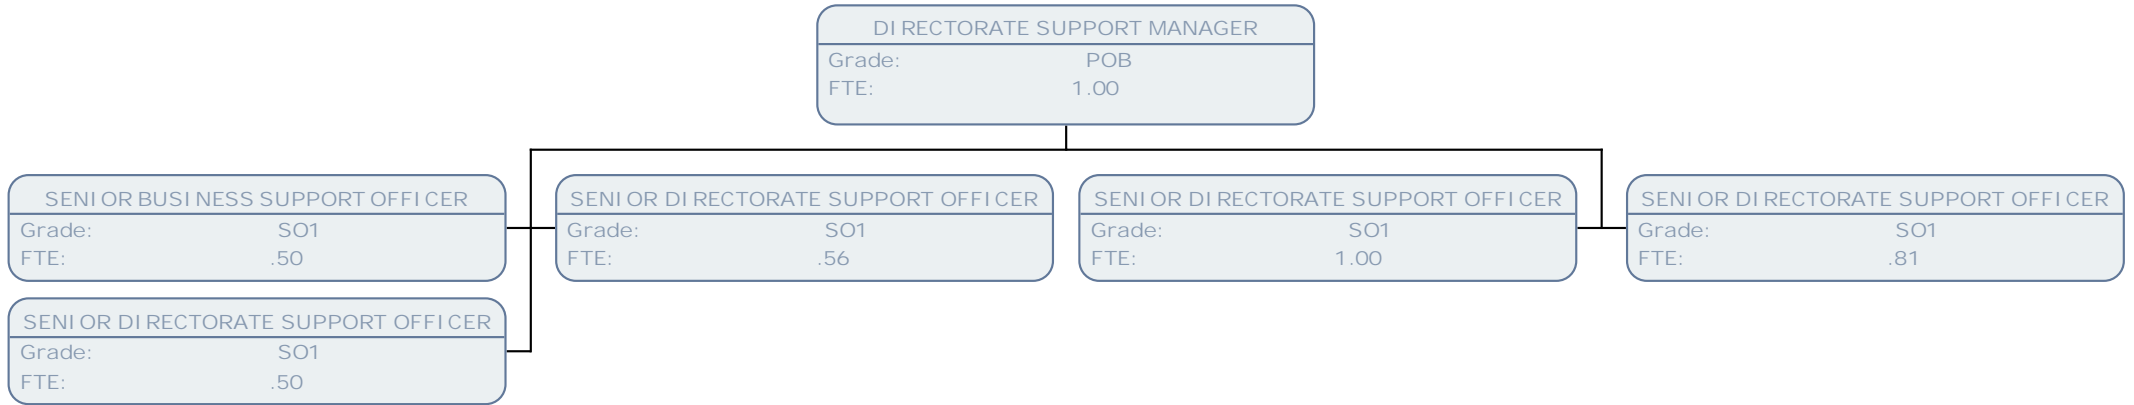 DIRECTORATE SUPPORT MANAGER
Grade: POB
FTE: 1.00
SENIOR BUSINESS SUPPORT OFFICER
Grade: SO1
FTE: .50
SENIOR DIRECTORATE SUPPORT OFFICER
Grade: SO1
FTE: .56
SENIOR DIRECTORATE SUPPORT OFFICER
Grade: SO1
FTE: 1.00
SENIOR DIRECTORATE SUPPORT OFFICER
Grade: SO1
FTE: .81
SENIOR DIRECTORATE SUPPORT OFFICER
Grade: SO1
FTE: .50